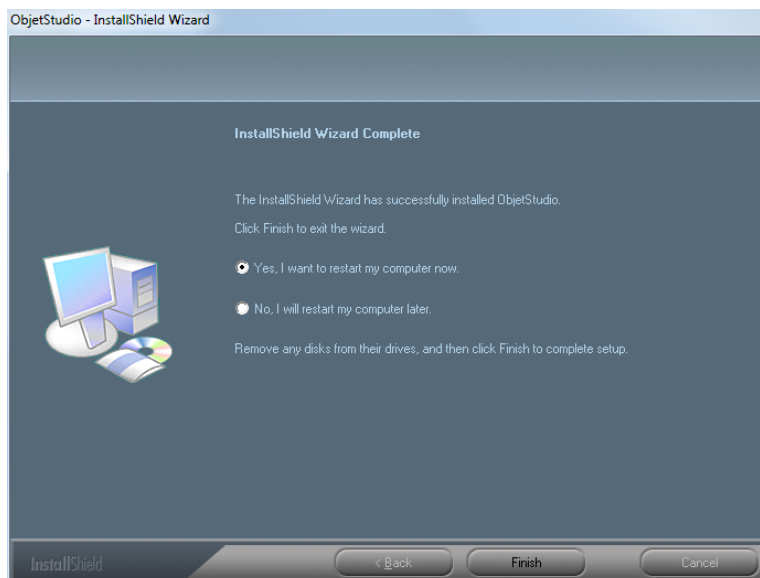 ObjetStudio - InstallShield Wizard
InstallShield Wizard Complete
The InstallShield Wizard has successfully installed ObjetStudio.
Click Finish to exit the wizard.
Yes, I want to restart my computer now.
No, I will restart my computer later.
Remove any disks from their drives, and then click Finish to complete setup.
InstallShield
< Back
Finish
Cancel